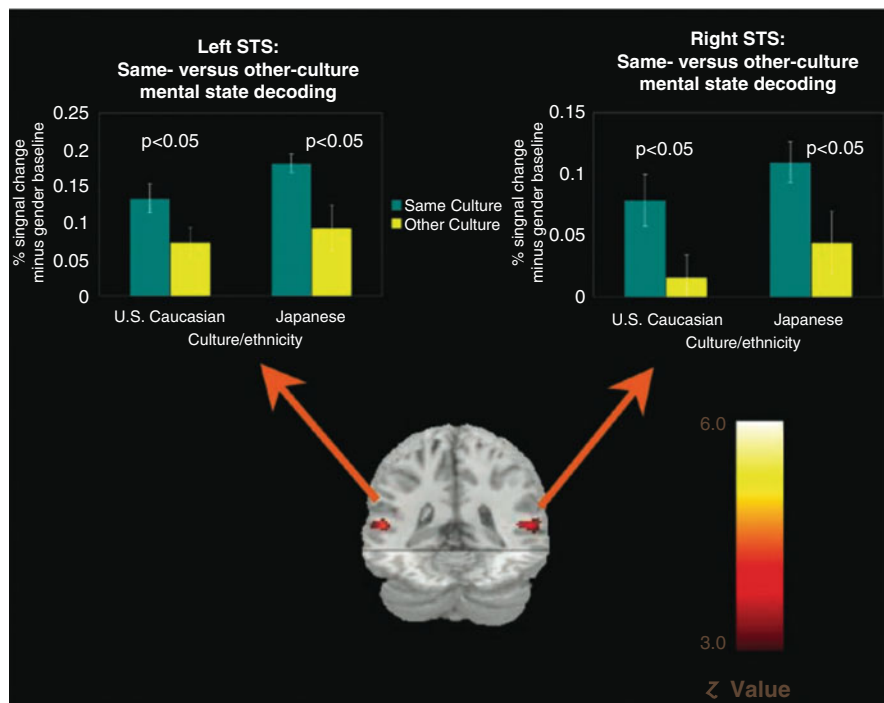 Left STS:
Same- versus other-culture
mental state decoding
0.25
0.2
0.15
0.1
0.05
0
% singnal change
minus gender baseline
p<0.05
p<0.05
U.S. Caucasian
Japanese
Culture/ethnicity
Same Culture
Other Culture
Right STS:
Same- versus other-culture
mental state decoding
0.15
0.1
0.05
0
% singnal change
minus gender baseline
p<0.05
p<0.05
U.S. Caucasian
Japanese
Culture/ethnicity
6.0
3.0
ζ Value